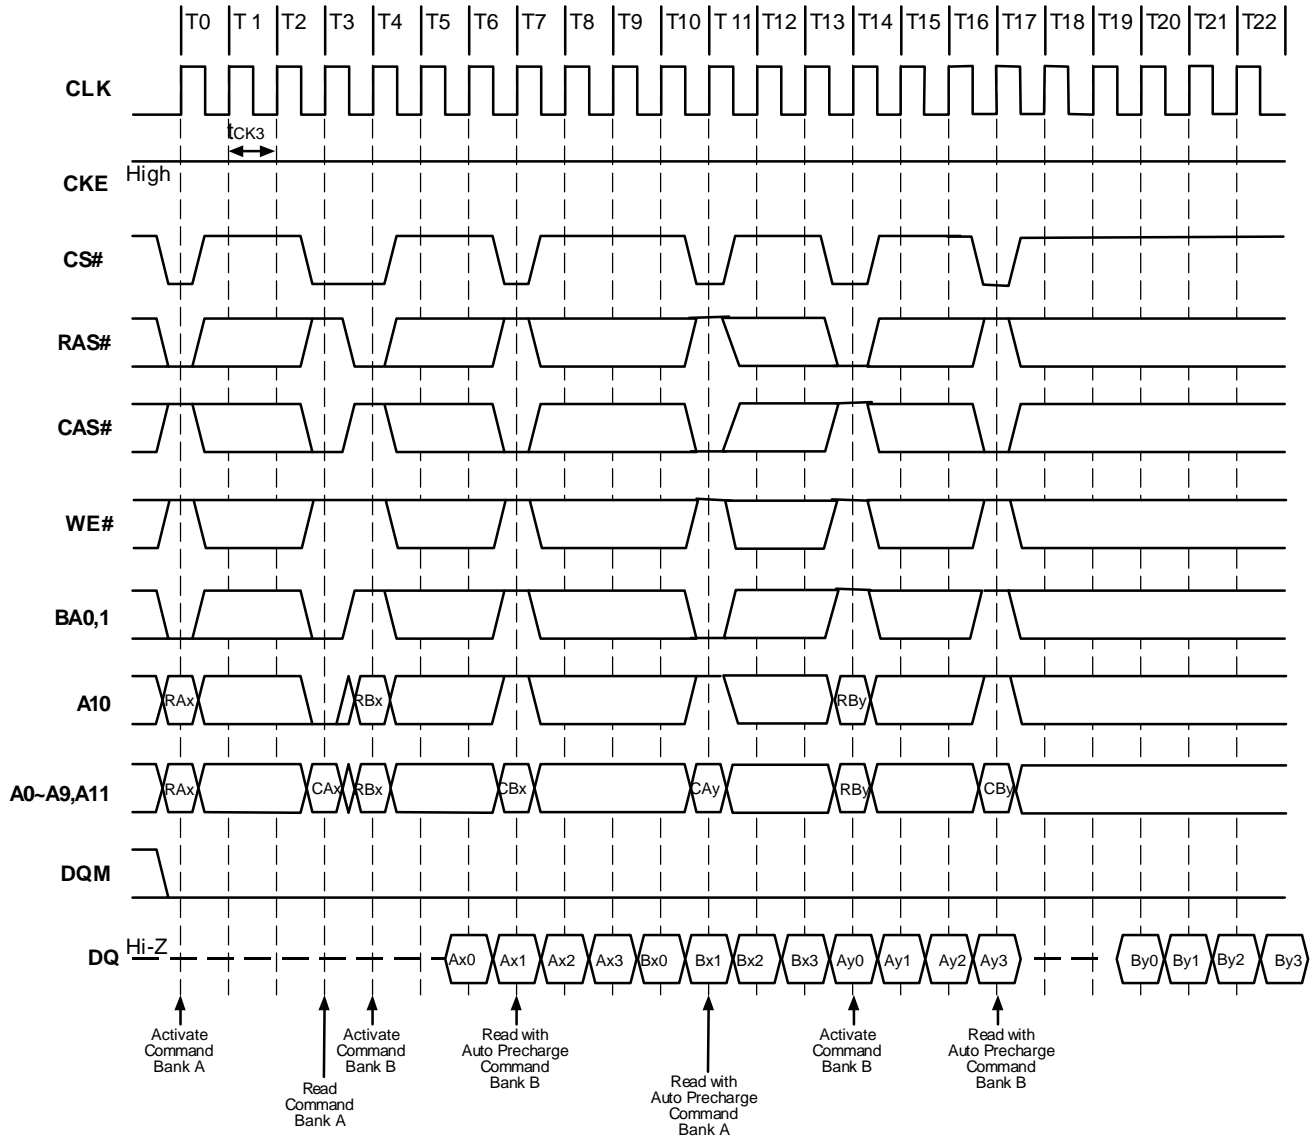 T0 T 1 T2 T3 T4 T5 T6 T7 T8 T9 T10 T 11 T12 T13 T14 T15 T16 T17 T18 T19 T20 T21 T22
CLK
tCK3
High
CKE
CS#
RAS#
CAS#
WE#
BA0,1
A10
RAx RBx RBy
A0~A9,A11
RAx CAx RBx CBx CAy RBy CBy
DQM
DQ
Hi-Z
Ax0 Ax1 Ax2 Ax3 Bx0 Bx1 Bx2 Bx3 Ay0 Ay1 Ay2 Ay3 By0 By1 By2 By3
Activate
Command
Bank A
Read
Command
Bank A
Activate
Command
Bank B
Read with
Auto Precharge
Command
Bank B
Read with
Auto Precharge
Command
Bank A
Activate
Command
Bank B
Read with
Auto Precharge
Command
Bank B